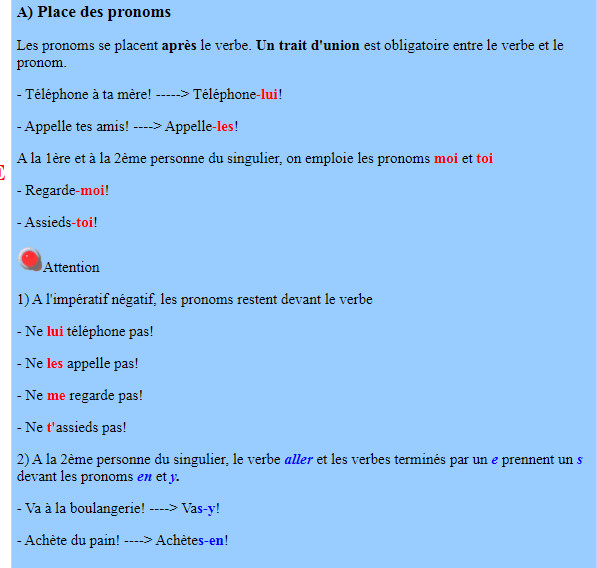 A) Place des pronoms
Les pronoms se placent après le verbe. Un trait d'union est obligatoire entre le verbe et le
pronom.
- Téléphone à ta mère! -----> Téléphone-lui!
- Appelle tes amis! ----> Appelle-les!
A la 1ère et à la 2ème personne du singulier, on emploie les pronoms moi et toi
- Regarde-moi!
- Assieds-toi!
Attention
1) A l'impératif négatif, les pronoms restent devant le verbe
- Ne lui téléphone pas!
- Ne les appelle pas!
- Ne me regarde pas!
- Ne t'assieds pas!
2) A la 2ème personne du singulier, le verbe aller et les verbes terminés par un e prennent un s
devant les pronoms en et y.
- Va à la boulangerie! ----> Vas-y!
- Achète du pain! ----> Achètes-en!